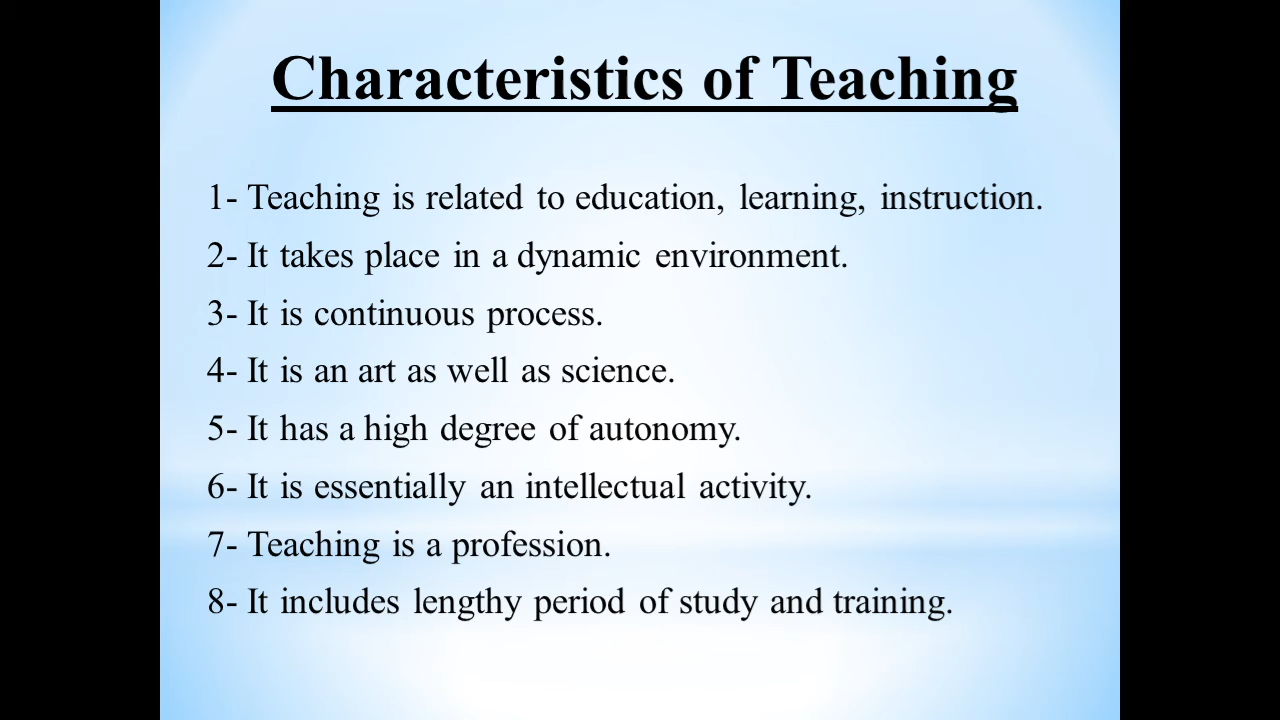 Characteristics of Teaching
1- Teaching is related to education, learning, instruction.
2- It takes place in a dynamic environment.
3- It is continuous process.
4- It is an art as well as science.
5- It has a high degree of autonomy.
6- It is essentially an intellectual activity.
7- Teaching is a profession.
8- It includes lengthy period of study and training.